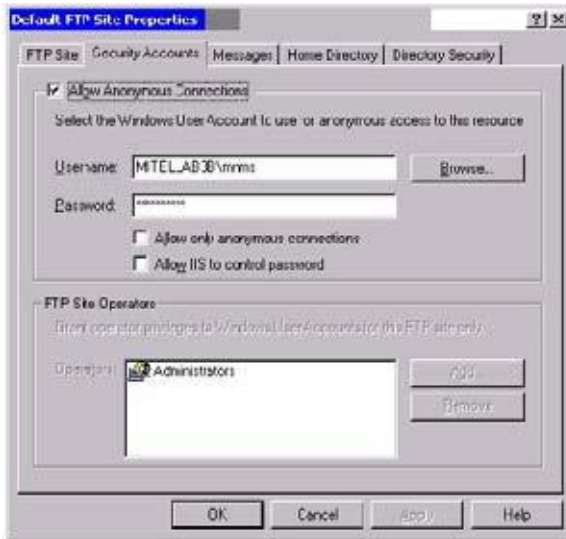 Default FTP Site Properties
FTP Site Security Accounts Messages Home Directory Directory Security
Allow Anonymous Connections
Select the Windows User Account to use for anonymous access to this resource
Username: MITEL_AB0B\mnms Browse...
Password: **********
Allow only anonymous connections
Allow IIS to control password
FTP Site Operators
Grant operator privileges to Windows User Accounts for this FTP site only.
Operators: Administrators Add...
Remove
OK Cancel Apply Help